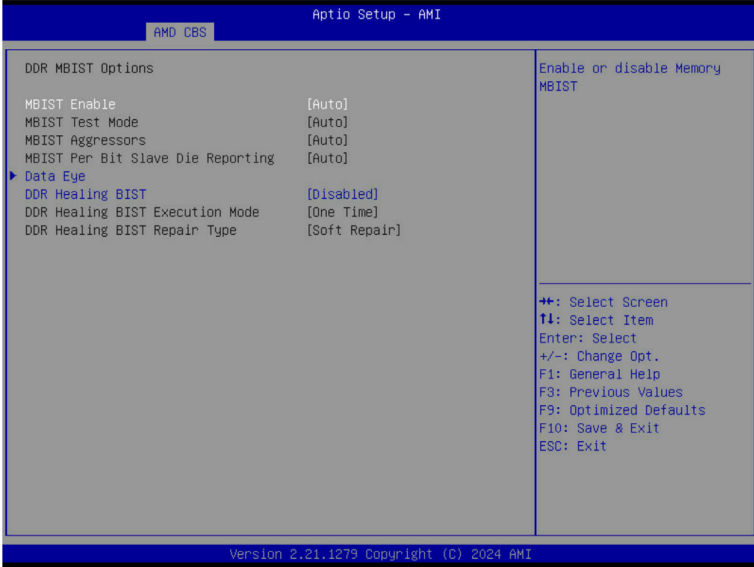 Aptio Setup – AMI
AMD CBS
DDR MBIST Options
MBIST Enable [Auto]
MBIST Test Mode [Auto]
MBIST Aggressors [Auto]
MBIST Per Bit Slave Die Reporting [Auto]
Data Eye
DDR Healing BIST [Disabled]
DDR Healing BIST Execution Mode [One Time]
DDR Healing BIST Repair Type [Soft Repair]
Enable or disable Memory
MBIST
→←: Select Screen
↑↓: Select Item
Enter: Select
+/-: Change Opt.
F1: General Help
F3: Previous Values
F9: Optimized Defaults
F10: Save & Exit
ESC: Exit
Version 2.21.1279 Copyright (C) 2024 AMI